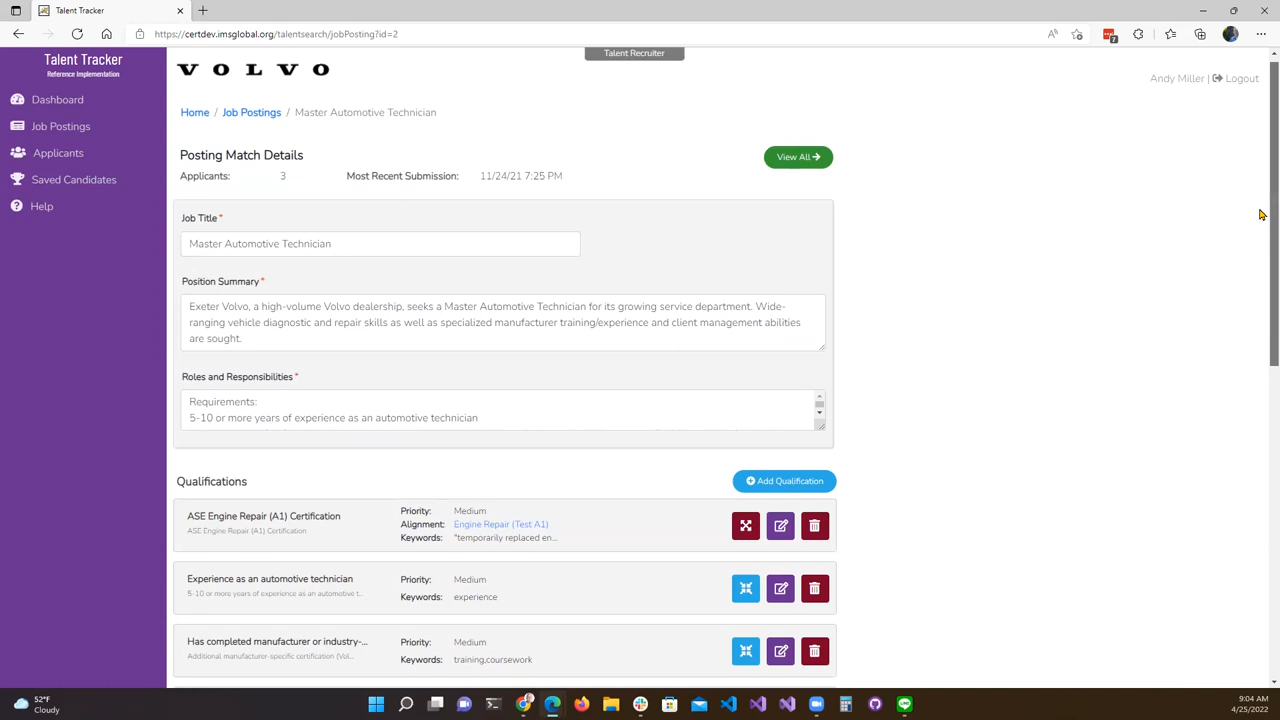 Talent Tracker
https://certdev.imsglobal.org/talentsearch/jobPosting?id=2
7
Talent Tracker
Reference Implementation
Dashboard
Job Postings
Applicants
Saved Candidates
Help
Talent Recruiter
VOLVO
Andy Miller | Logout
Home / Job Postings / Master Automotive Technician
Posting Match Details
View All
Applicants: 3 Most Recent Submission: 11/24/21 7:25 PM
Job Title *
Master Automotive Technician
Position Summary *
Exeter Volvo, a high-volume Volvo dealership, seeks a Master Automotive Technician for its growing service department. Wide-
ranging vehicle diagnostic and repair skills as well as specialized manufacturer training/experience and client management abilities
are sought.
Roles and Responsibilities *
Requirements:
5-10 or more years of experience as an automotive technician
Qualifications
Add Qualification
ASE Engine Repair (A1) Certification
ASE Engine Repair (A1) Certification
Priority: Medium
Alignment: Engine Repair (Test A1)
Keywords: "temporarily replaced en...
Experience as an automotive technician
5-10 or more years of experience as an automotive t...
Priority: Medium
Keywords: experience
Has completed manufacturer or industry-...
Additional manufacturer-specific certification (Vol...
Priority: Medium
Keywords: training,coursework
52°F
Cloudy
9:04 AM
4/25/2022